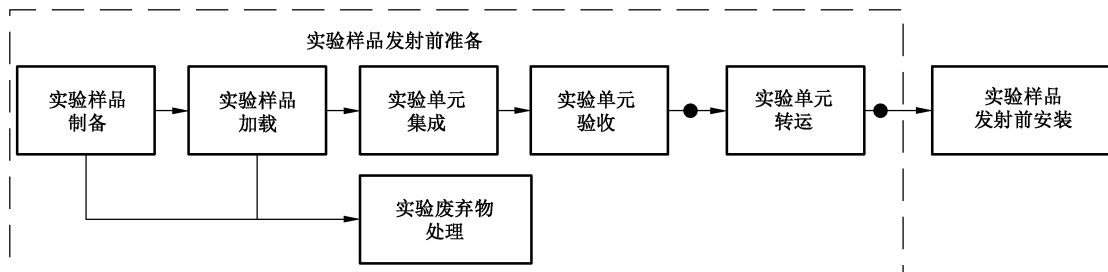 实验样品发射前准备
实验样品
制备
实验样品
加载
实验单元
集成
实验单元
验收
实验单元
转运
实验样品
发射前安装
实验废弃物
处理